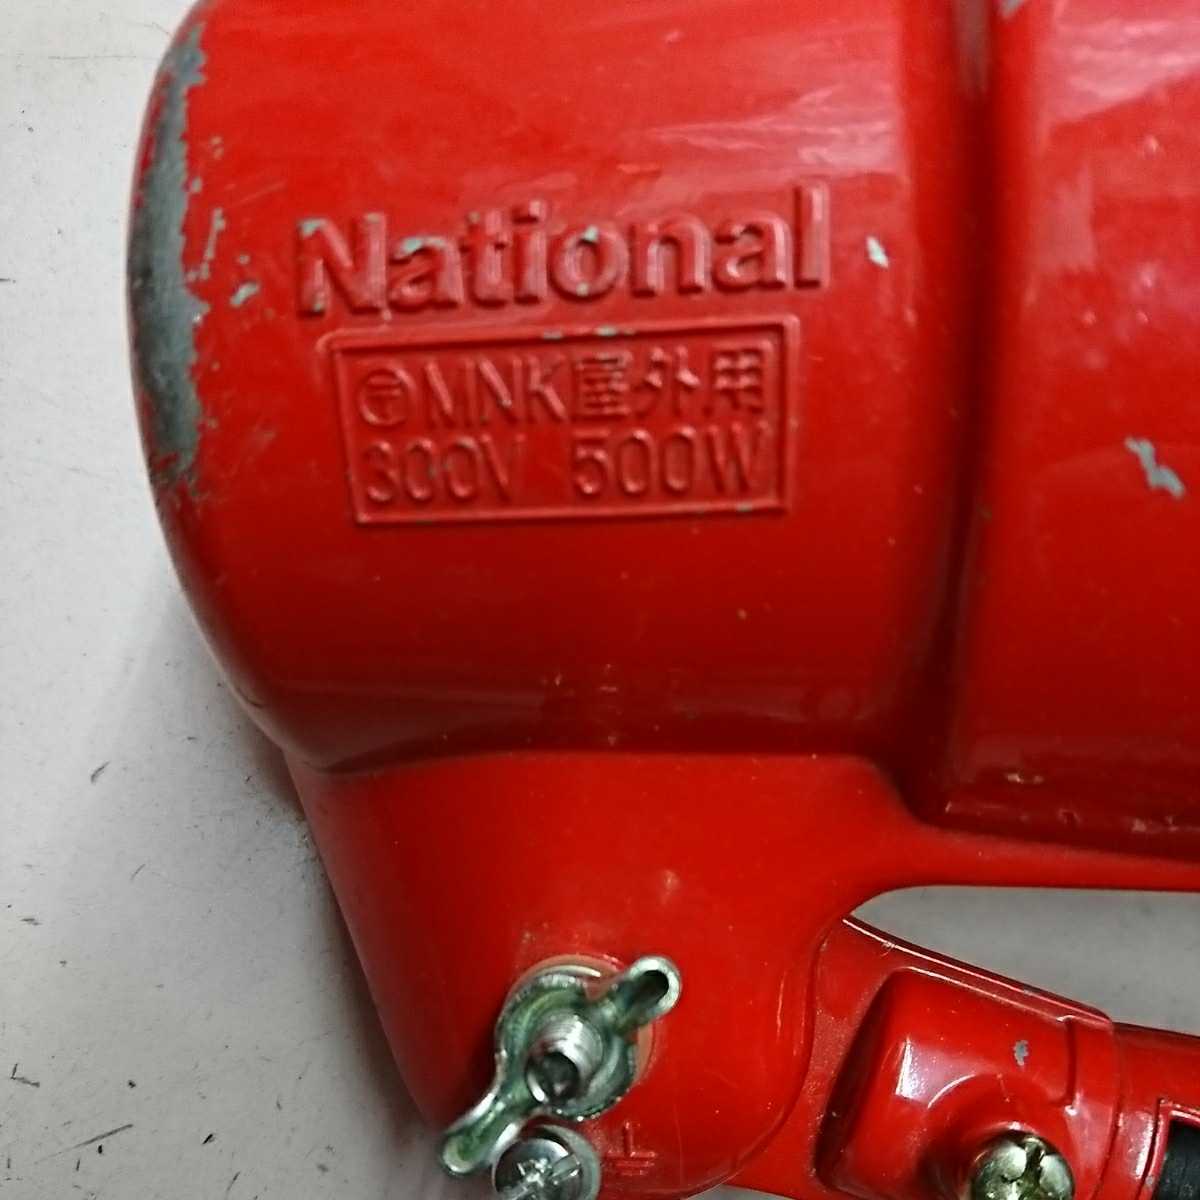 National
〒MNK屋外用
300V 500W